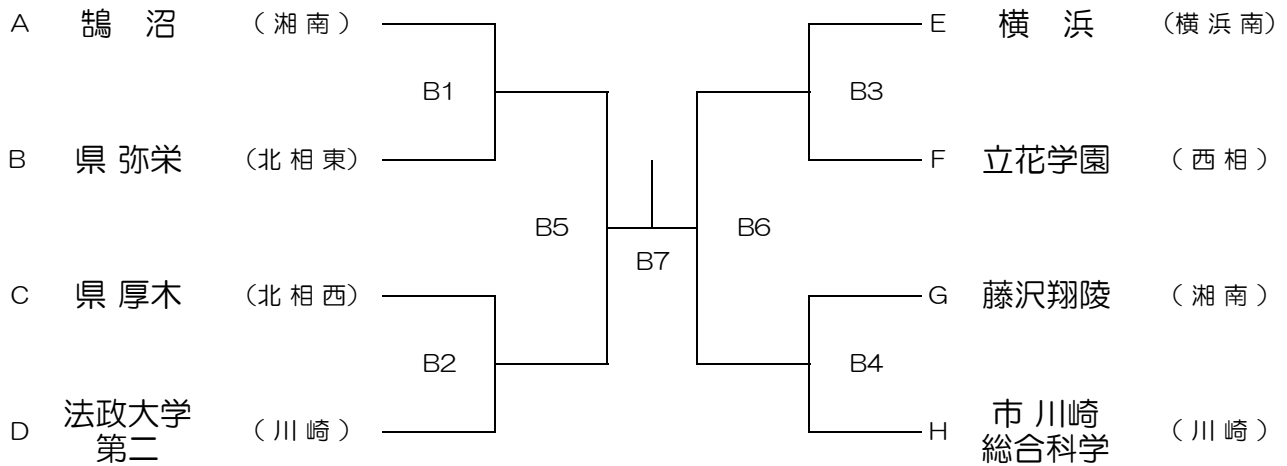 A 鵠 沼 (湘南) E 横 浜 (横浜南)
B1 B3
B 県 弥栄 (北相東) F 立花学園 (西相)
B5 B6
B7
C 県 厚木 (北相西) G 藤沢翔陵 (湘南)
B2 B4
D 法政大学 (川崎) H 市 川崎 (川崎)
第二 総合科学